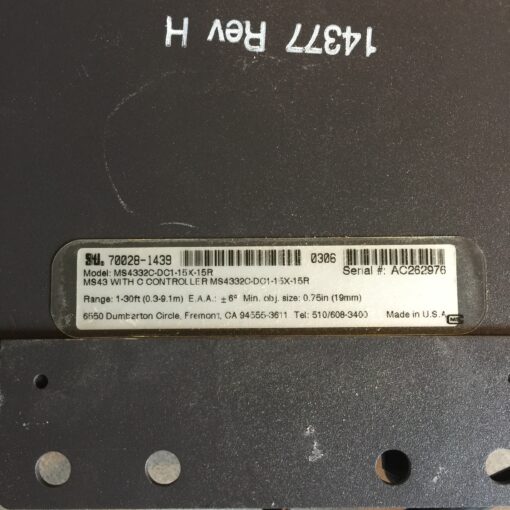 14377 Rev H
STI. 70028-1439 0306
Model: MS4332C-DC1-15X-15R Serial #: AC262976
MS43 WITH C CONTROLLER MS4332C-DC1-15X-15R
Range: 1-30ft (0.3-9.1m) E.A.A.: ±6° Min. obj. size: 0.75in (19mm)
6550 Dumbarton Circle, Fremont, CA 94555-3611 Tel: 510/608-3400 Made in U.S.A